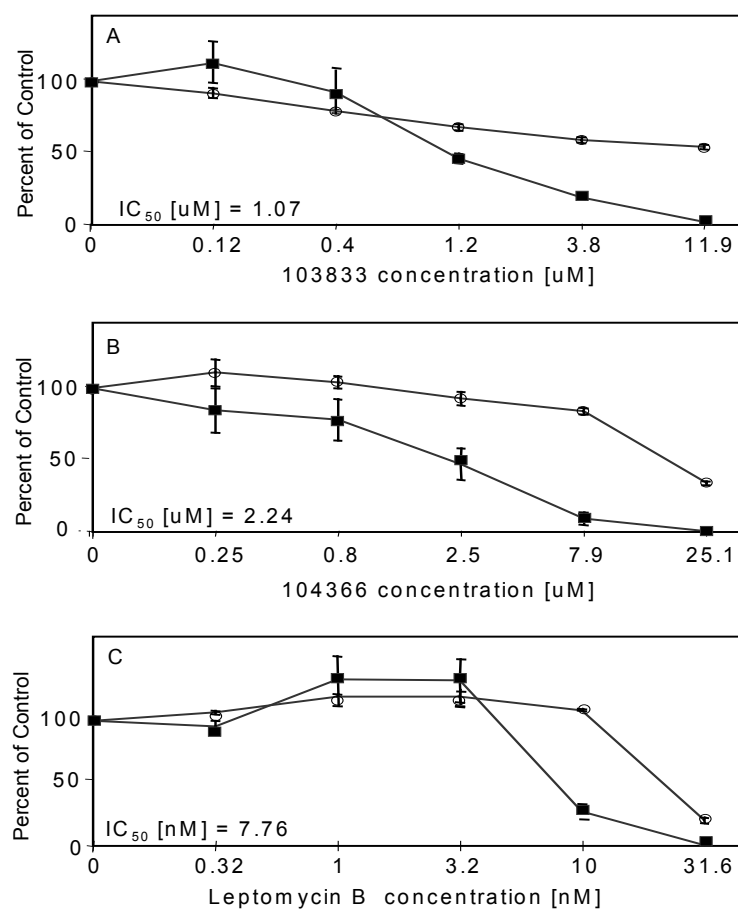 A
Percent of Control
100
50
0
IC50 [uM] = 1.07
0 0.12 0.4 1.2 3.8 11.9
103833 concentration [uM]
B
Percent of Control
100
50
0
IC50 [uM] = 2.24
0 0.25 0.8 2.5 7.9 25.1
104366 concentration [uM]
C
Percent of Control
100
50
0
IC50 [nM] = 7.76
0 0.32 1 3.2 10 31.6
Leptomycin B concentration [nM]